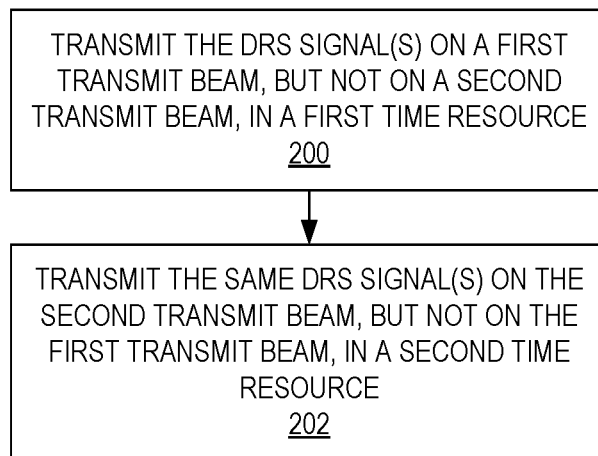 TRANSMIT THE DRS SIGNAL(S) ON A FIRST
TRANSMIT BEAM, BUT NOT ON A SECOND
TRANSMIT BEAM, IN A FIRST TIME RESOURCE
200
TRANSMIT THE SAME DRS SIGNAL(S) ON THE
SECOND TRANSMIT BEAM, BUT NOT ON THE
FIRST TRANSMIT BEAM, IN A SECOND TIME
RESOURCE
202